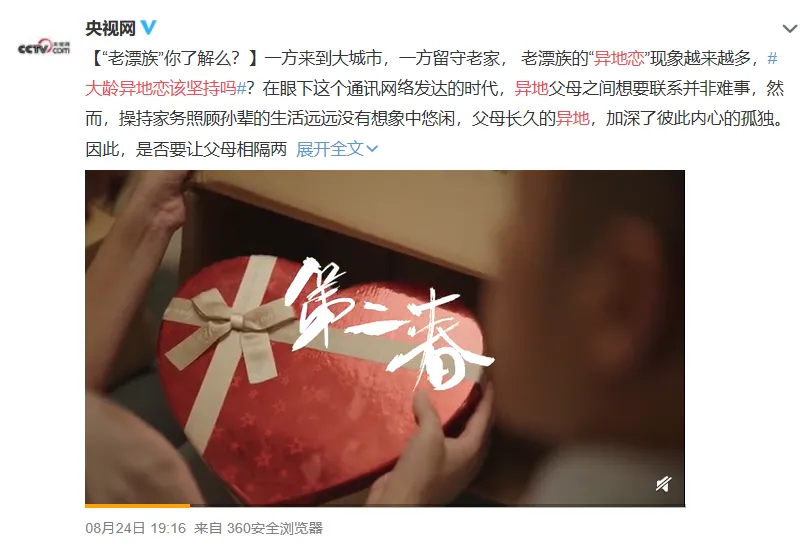 央视网
CCTV.com 央视网
【“老漂族”你了解么？】一方来到大城市，一方留守老家， 老漂族的“异地恋”现象越来越多，#
大龄异地恋该坚持吗#？在眼下这个通讯网络发达的时代，异地父母之间想要联系并非难事，然
而，操持家务照顾孙辈的生活远远没有想象中悠闲，父母长久的异地，加深了彼此内心的孤独。
因此，是否要让父母相隔两 展开全文
第二春
08月24日 19:16 来自 360安全浏览器